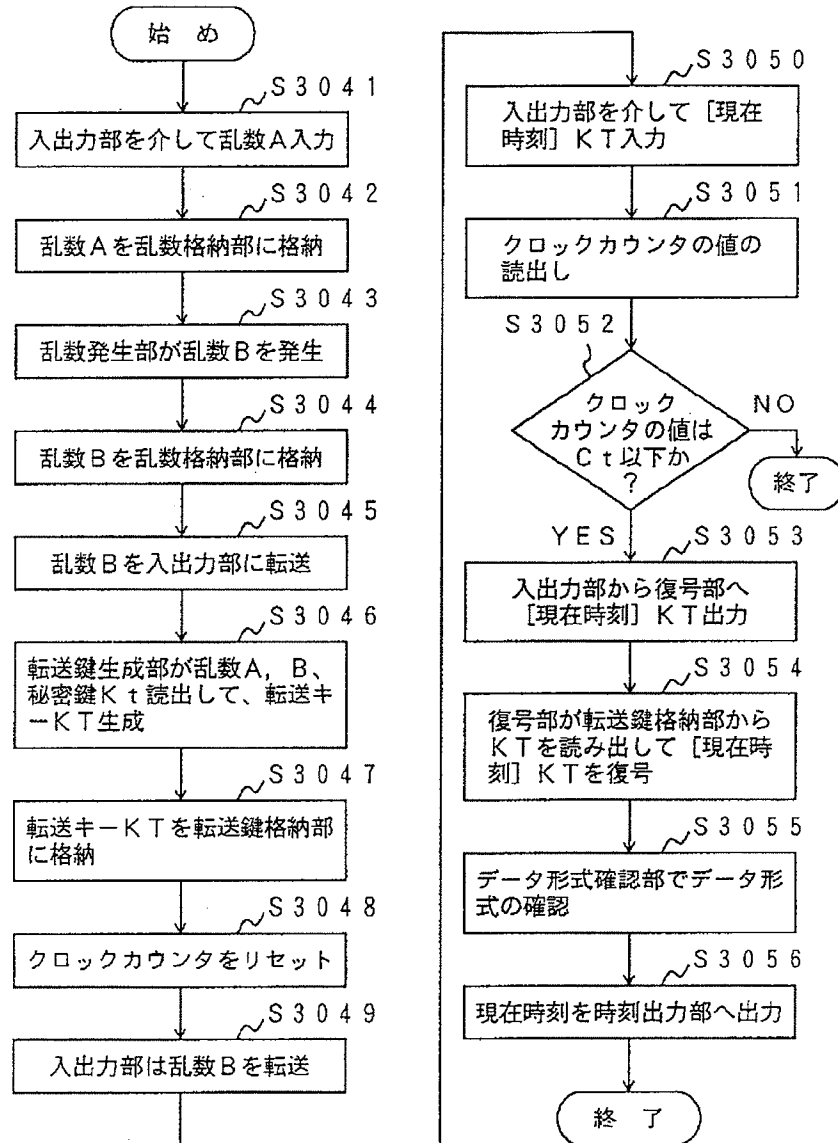 始 め
S3041
入出力部を介して乱数A入力
S3042
乱数Aを乱数格納部に格納
S3043
乱数発生部が乱数Bを発生
S3044
乱数Bを乱数格納部に格納
S3045
乱数Bを入出力部に転送
S3046
転送鍵生成部が乱数A，B、
秘密鍵Kt読出して、転送キ
ーKT生成
S3047
転送キーKTを転送鍵格納部
に格納
S3048
クロックカウンタをリセット
S3049
入出力部は乱数Bを転送
S3050
入出力部を介して［現在
時刻］KT入力
S3051
クロックカウンタの値の
読出し
S3052
クロック
カウンタの値は
Ct以下か
？
NO
終了
YES
S3053
入出力部から復号部へ
［現在時刻］KT出力
S3054
復号部が転送鍵格納部から
KTを読み出して［現在時
刻］KTを復号
S3055
データ形式確認部でデータ形
式の確認
S3056
現在時刻を時刻出力部へ出力
終 了